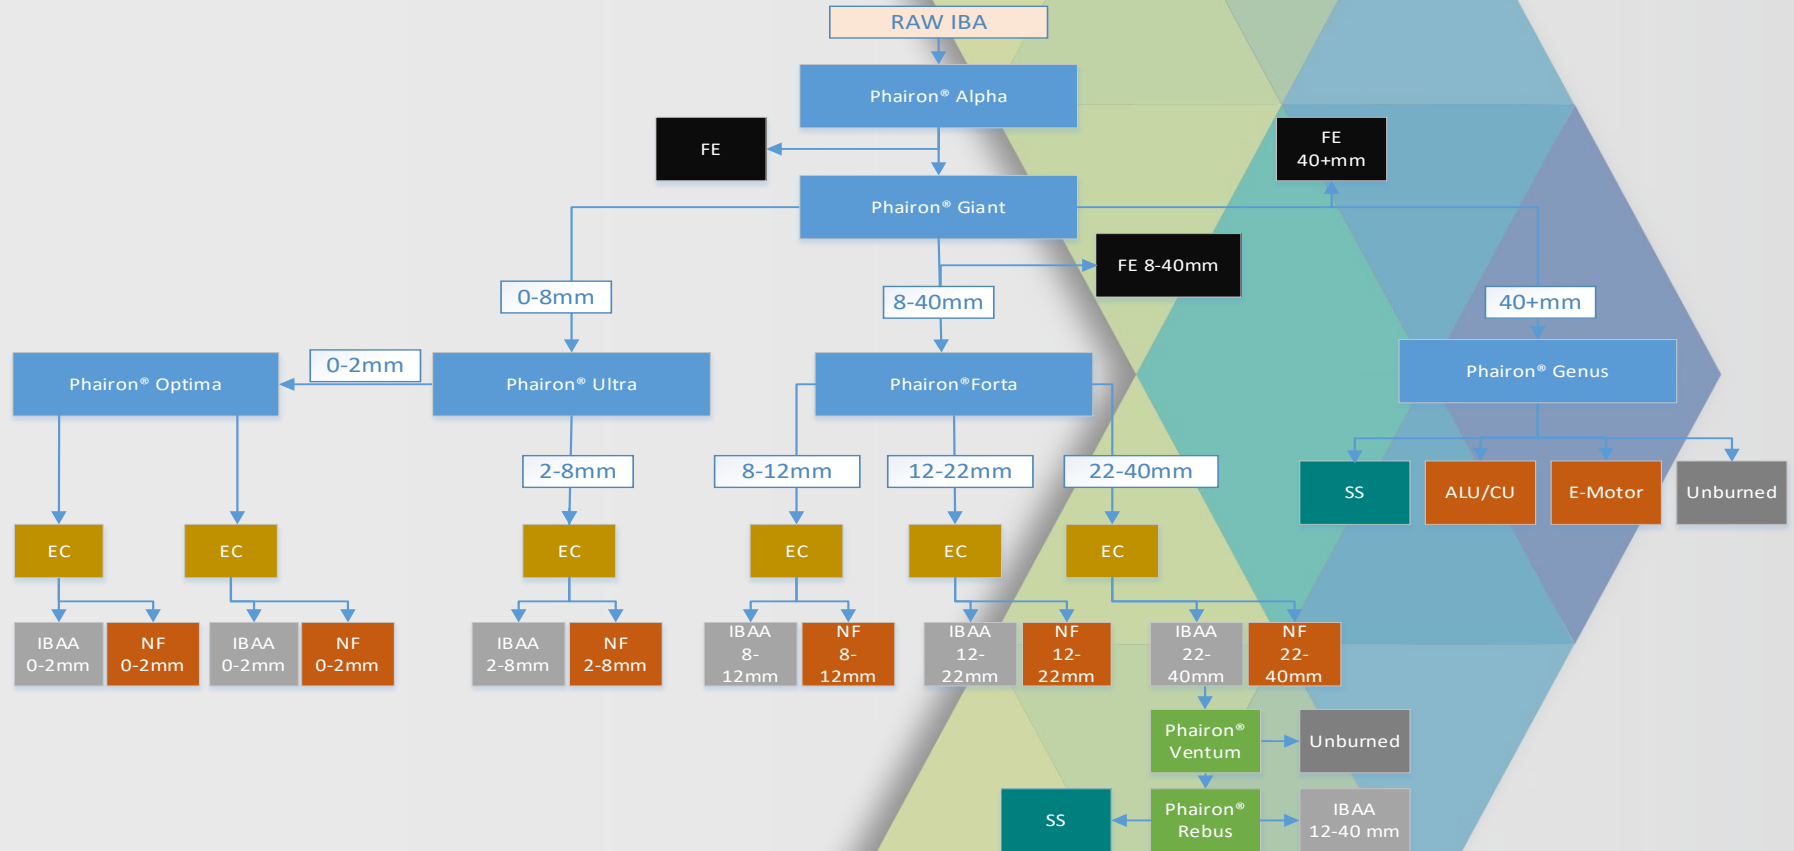 RAW IBA
Phairon® Alpha
FE
FE
40+mm
Phairon® Giant
FE 8-40mm
0-8mm
8-40mm
40+mm
Phairon® Optima
0-2mm
Phairon® Ultra
Phairon®Forta
Phairon® Genus
2-8mm
8-12mm
12-22mm
22-40mm
SS
ALU/CU
E-Motor
Unburned
EC
EC
EC
EC
EC
EC
IBAA
0-2mm
NF
0-2mm
IBAA
0-2mm
NF
0-2mm
IBAA
2-8mm
NF
2-8mm
IBAA
8-
12mm
NF
8-
12mm
IBAA
12-
22mm
NF
12-
22mm
IBAA
22-
40mm
NF
22-
40mm
Phairon®
Ventum
Unburned
SS
Phairon®
Rebus
IBAA
12-40 mm